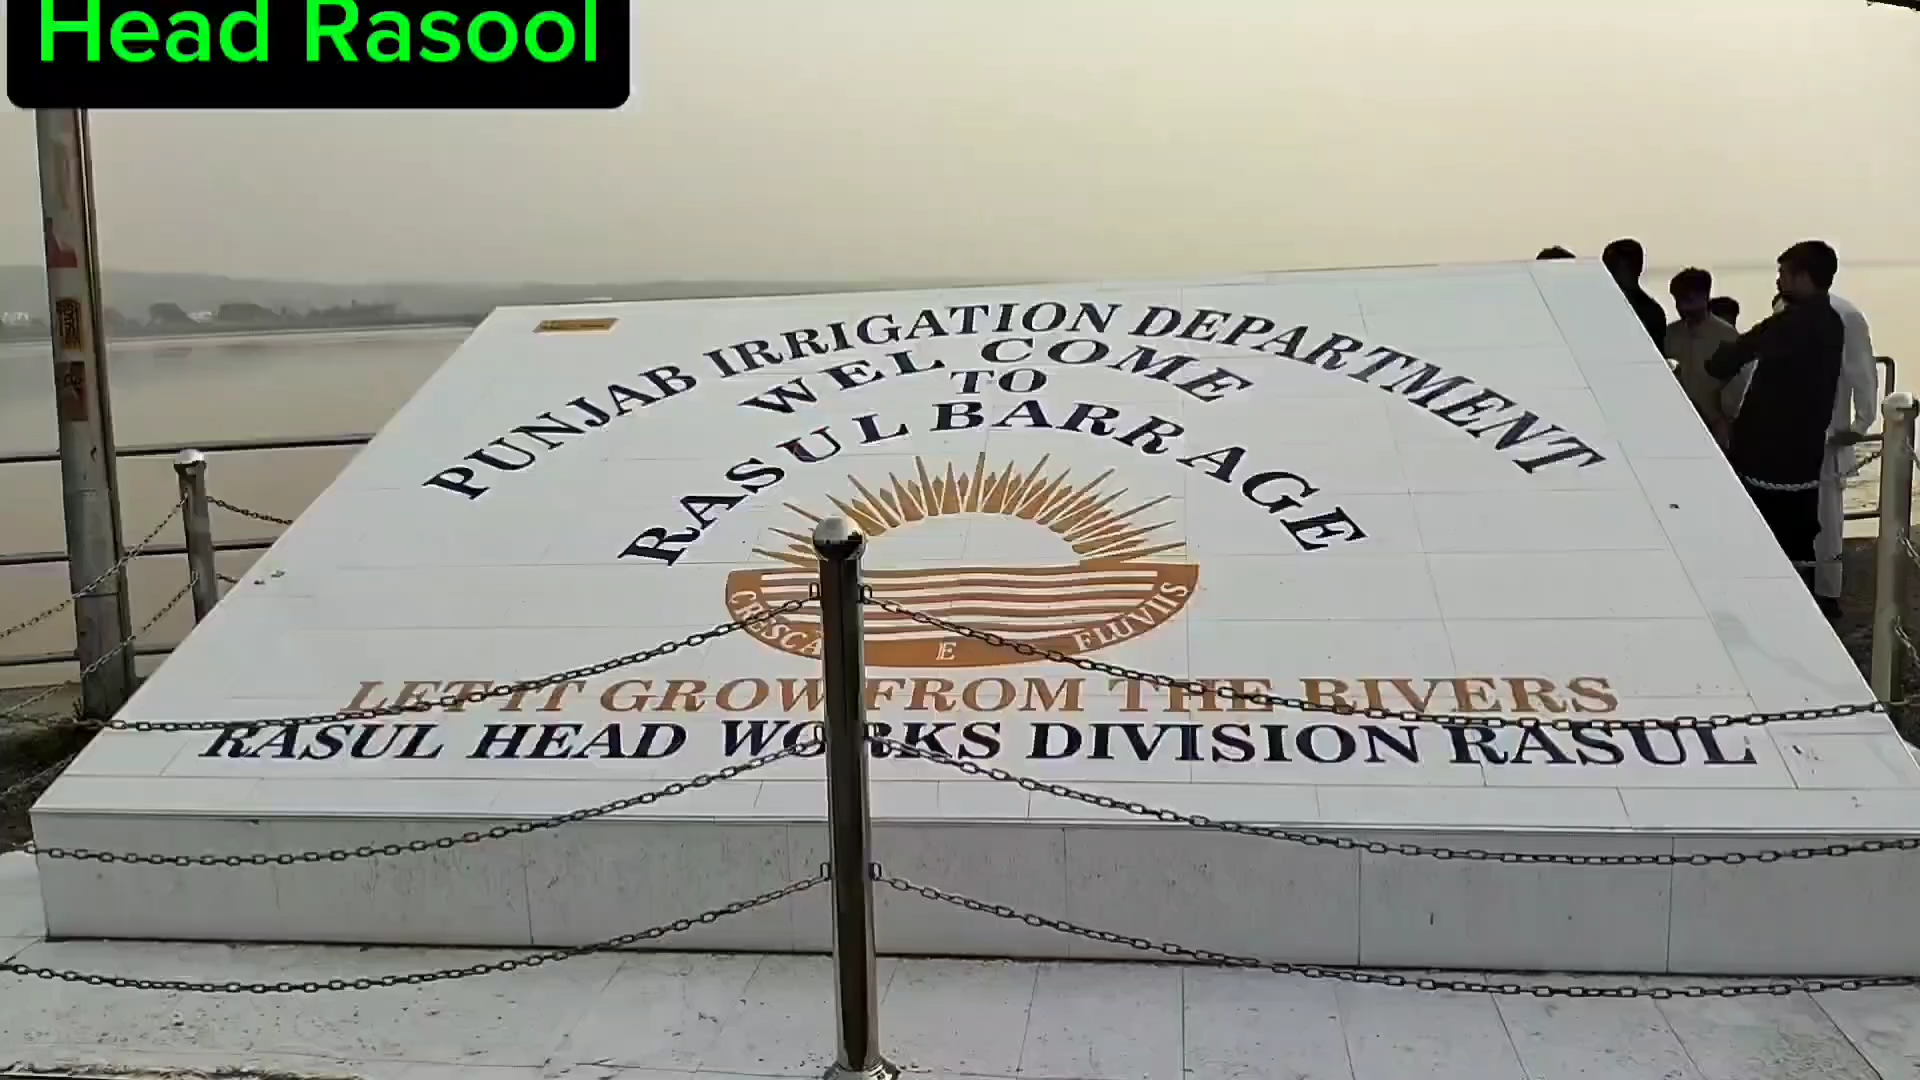 Head Rasool
PUNJAB IRRIGATION DEPARTMENT
WEL COME
TO
RASUL BARRAGE
CRESCA E FLUVIIS
LET IT GROW FROM THE RIVERS
RASUL HEAD WORKS DIVISION RASUL